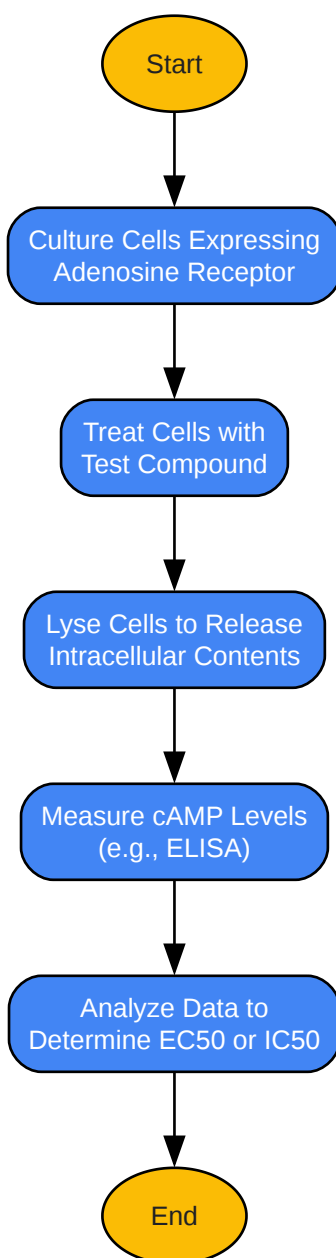 Start
Culture Cells Expressing
Adenosine Receptor
Treat Cells with
Test Compound
Lyse Cells to Release
Intracellular Contents
Measure cAMP Levels
(e.g., ELISA)
Analyze Data to
Determine EC50 or IC50
End